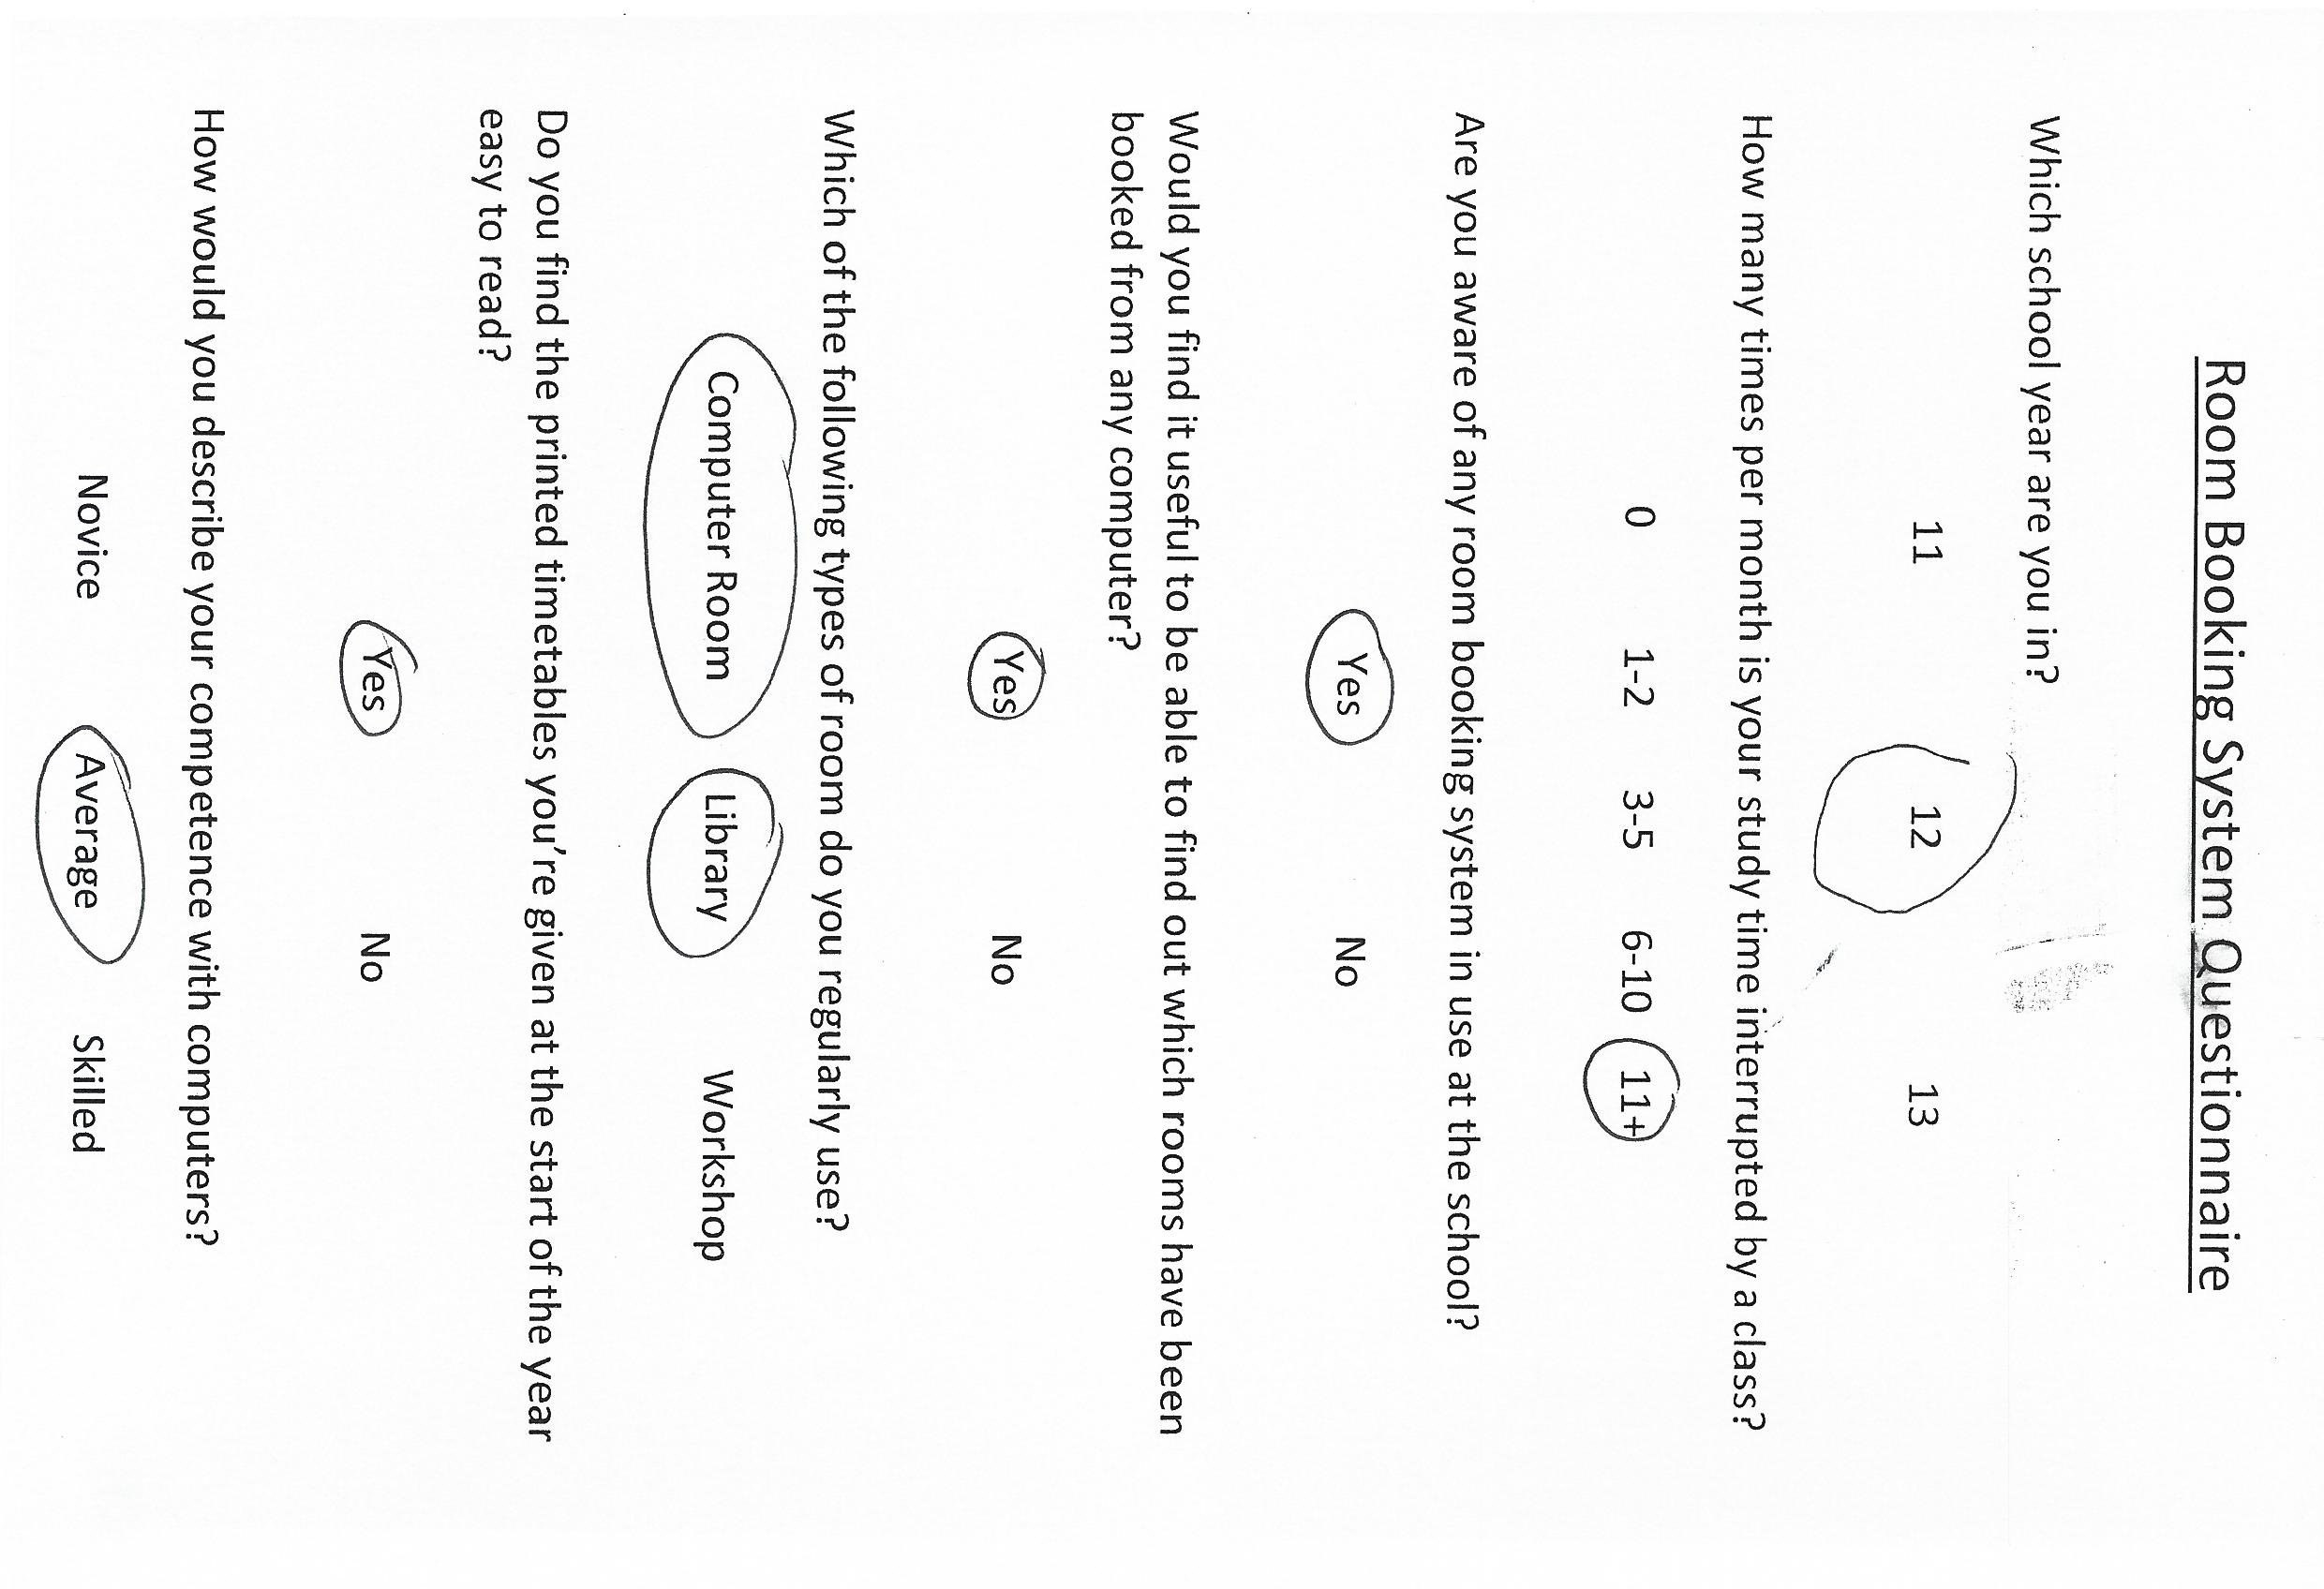 Room Booking System Questionnaire
Which school year are you in?
11 12 13
How many times per month is your study time interrupted by a class?
0 1-2 3-5 6-10 11+
Are you aware of any room booking system in use at the school?
Yes No
Would you find it useful to be able to find out which rooms have been
booked from any computer?
Yes No
Which of the following types of room do you regularly use?
Computer Room Library Workshop
Do you find the printed timetables you’re given at the start of the year
easy to read?
Yes No
How would you describe your competence with computers?
Novice Average Skilled